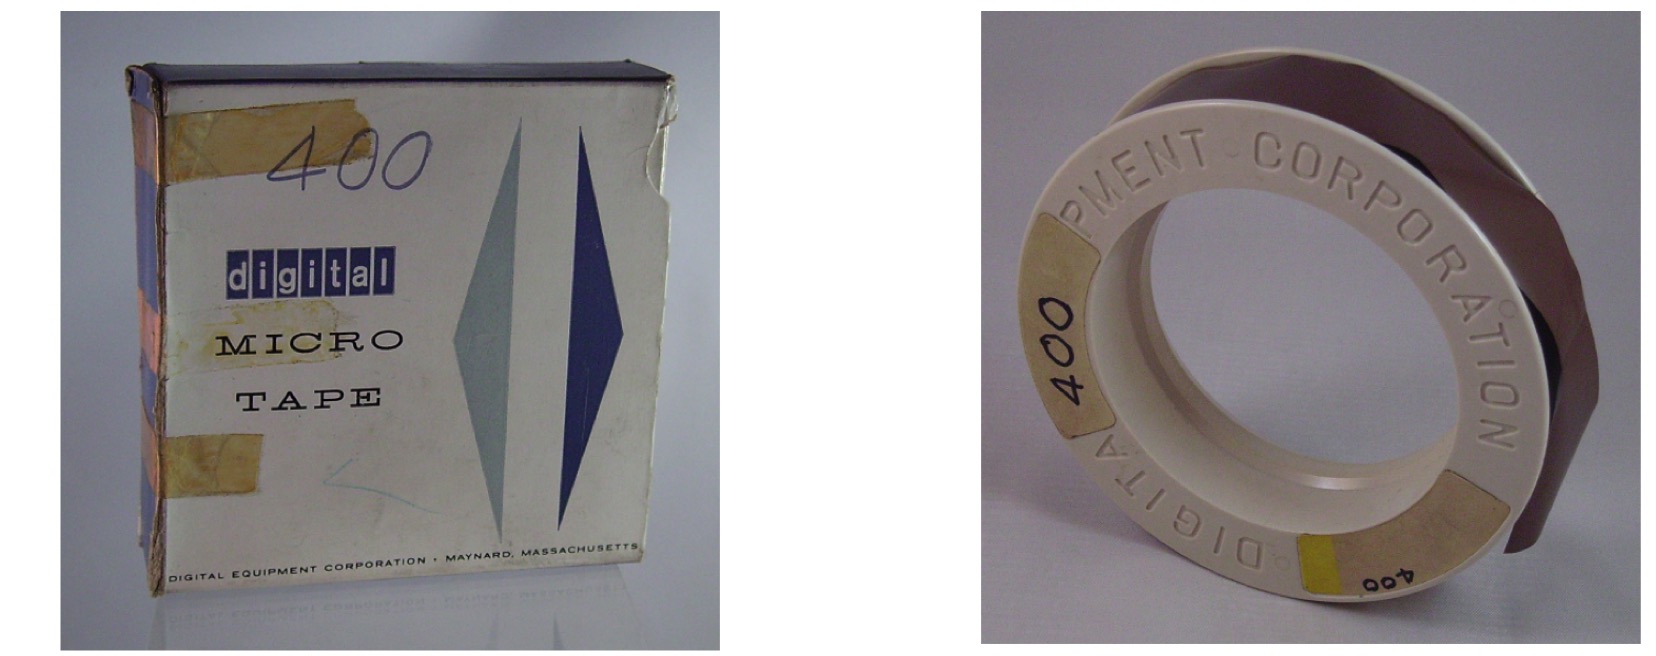 400
digital
MICRO
TAPE
DIGITAL EQUIPMENT CORPORATION • MAYNARD, MASSACHUSETTS
PMENT CORPORATION
400
DIGITA
400